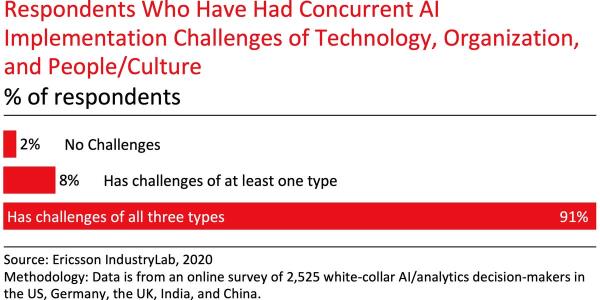 Respondents Who Have Had Concurrent AI
Implementation Challenges of Technology, Organization,
and People/Culture
% of respondents
2% No Challenges
8% Has challenges of at least one type
Has challenges of all three types 91%
Source: Ericsson IndustryLab, 2020
Methodology: Data is from an online survey of 2,525 white-collar AI/analytics decision-makers in
the US, Germany, the UK, India, and China.